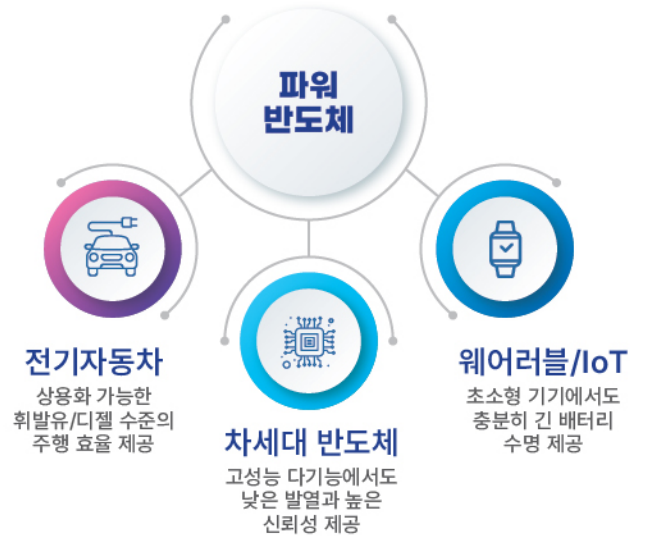 파워
반도체
전기자동차
상용화 가능한
휘발유/디젤 수준의
주행 효율 제공
차세대 반도체
고성능 다기능에서도
낮은 발열과 높은
신뢰성 제공
웨어러블/IoT
초소형 기기에서도
충분히 긴 배터리
수명 제공